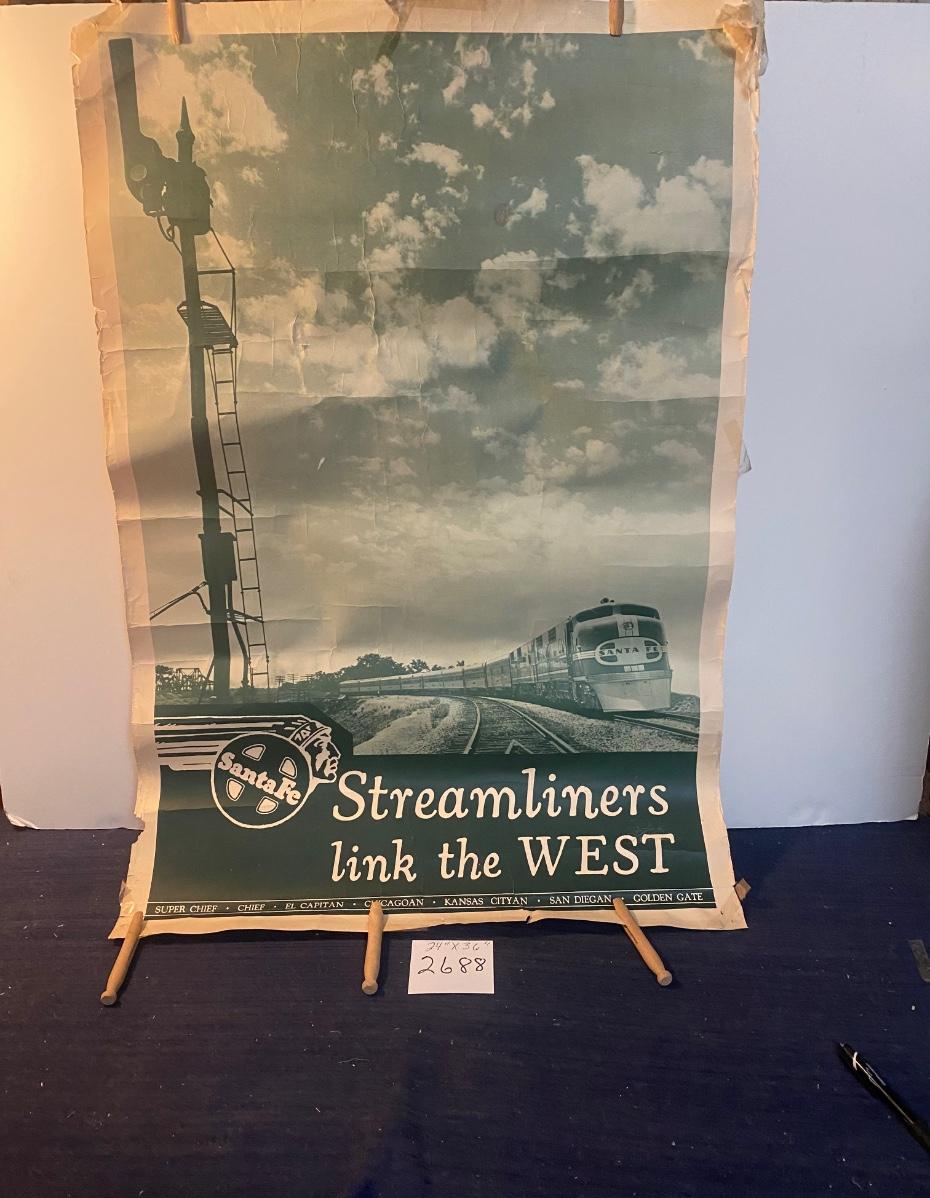 SANTA FE
Santa Fe
Streamliners
link the WEST
SUPER CHIEF • CHIEF • EL CAPITAN • CHICAGOAN • KANSAS CITYAN • SAN DIEGAN • GOLDEN GATE
24" X 36"
2688